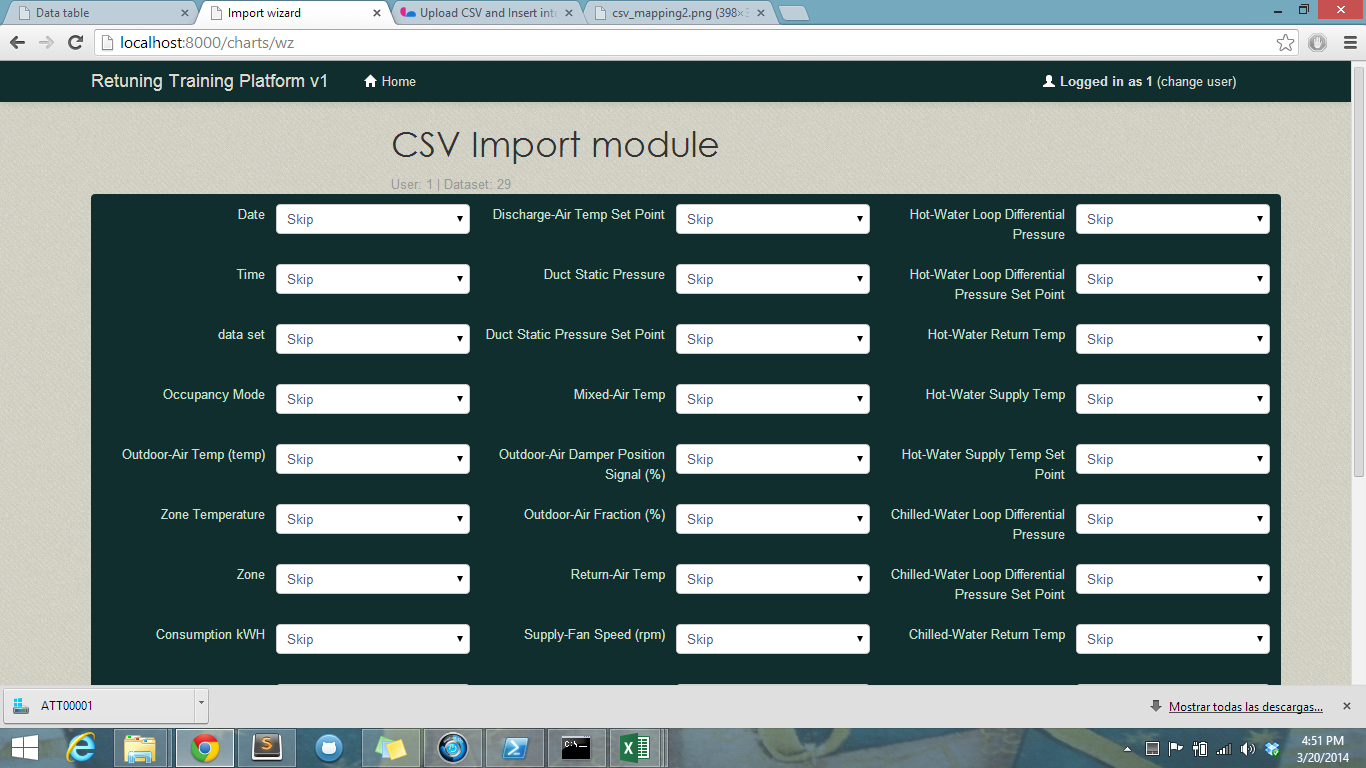 Data table
Import wizard
Upload CSV and Insert int
csv_mapping2.png (398×3
localhost:8000/charts/wz
Retuning Training Platform v1
Home
Logged in as 1 (change user)
CSV Import module
User: 1 | Dataset: 29
Date
Skip
Discharge-Air Temp Set Point
Skip
Hot-Water Loop Differential
Pressure
Skip
Time
Skip
Duct Static Pressure
Skip
Hot-Water Loop Differential
Pressure Set Point
Skip
data set
Skip
Duct Static Pressure Set Point
Skip
Hot-Water Return Temp
Skip
Occupancy Mode
Skip
Mixed-Air Temp
Skip
Hot-Water Supply Temp
Skip
Outdoor-Air Temp (temp)
Skip
Outdoor-Air Damper Position
Signal (%)
Skip
Hot-Water Supply Temp Set
Point
Skip
Zone Temperature
Skip
Outdoor-Air Fraction (%)
Skip
Chilled-Water Loop Differential
Pressure
Skip
Zone
Skip
Return-Air Temp
Skip
Chilled-Water Loop Differential
Pressure Set Point
Skip
Consumption kWH
Skip
Supply-Fan Speed (rpm)
Skip
Chilled-Water Return Temp
Skip
ATT00001
Mostrar todas las descargas...
4:51 PM
3/20/2014